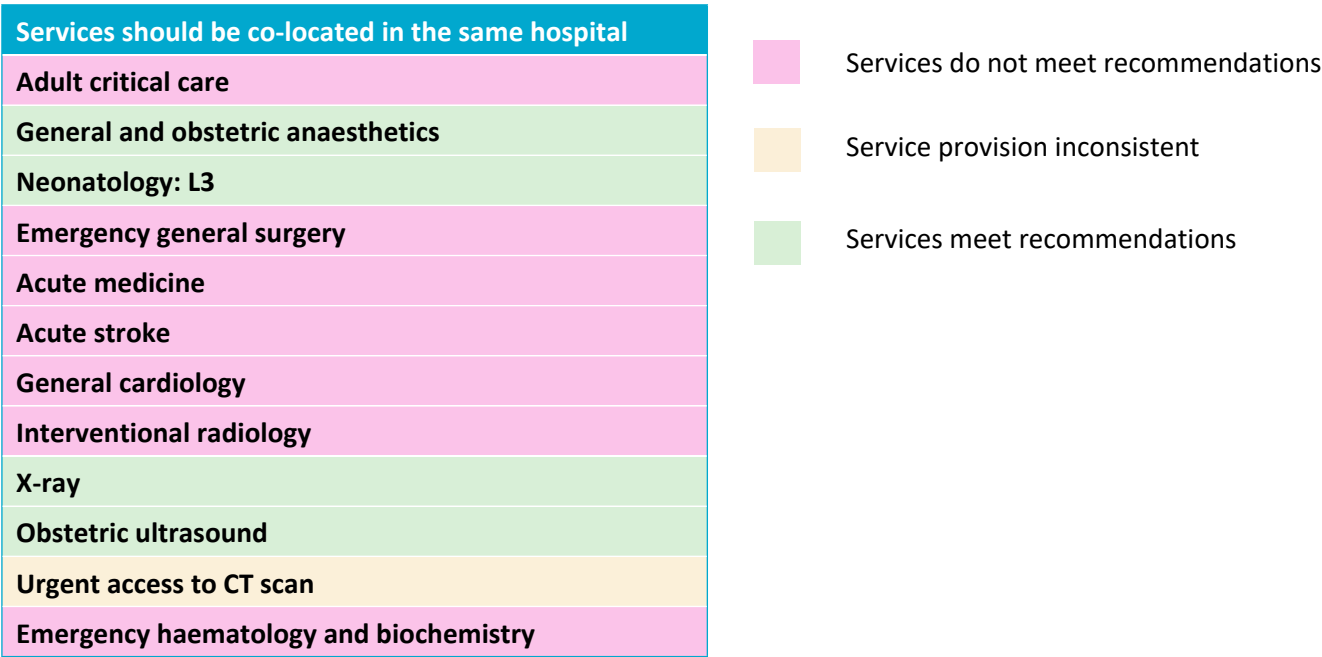 Services should be co-located in the same hospital
Adult critical care
General and obstetric anaesthetics
Neonatology: L3
Emergency general surgery
Acute medicine
Acute stroke
General cardiology
Interventional radiology
X-ray
Obstetric ultrasound
Urgent access to CT scan
Emergency haematology and biochemistry
Services do not meet recommendations
Service provision inconsistent
Services meet recommendations